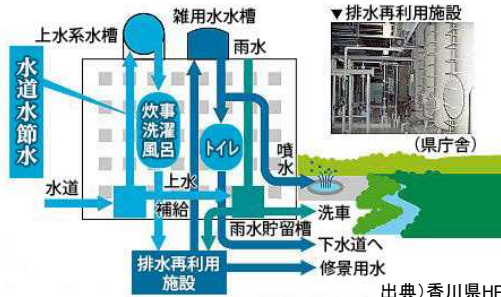 雑用水水槽
上水系水槽
雨水
▼排水再利用施設
(県庁舎)
水道水節水
炊事
洗濯
風呂
トイレ
噴水
水道
上水
補給
雨水貯留槽
洗車
下水道へ
排水再利用
施設
修景用水
出典)香川県HP